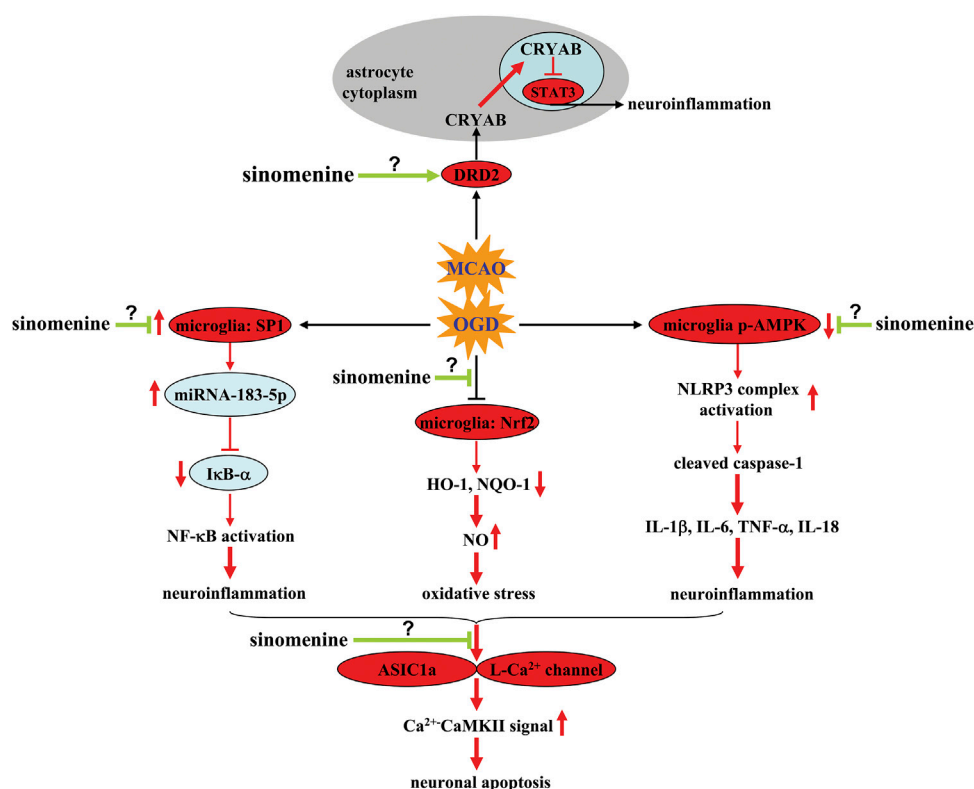 CRYAB
astrocyte
cytoplasm
STAT3
neuroinflammation
CRYAB
?
sinomenine
DRD2
MCAO
?
sinomenine
microglia: SP1
OGD
microglia p-AMPK
?
sinomenine
?
sinomenine
miRNA-183-5p
NLRP3 complex
activation
microglia: Nrf2
IκB-α
cleaved caspase-1
HO-1, NQO-1
NF-κB activation
NO
IL-1β, IL-6, TNF-α, IL-18
neuroinflammation
oxidative stress
neuroinflammation
?
sinomenine
ASIC1a
L-Ca²⁺ channel
Ca²⁺-CaMKII signal
neuronal apoptosis